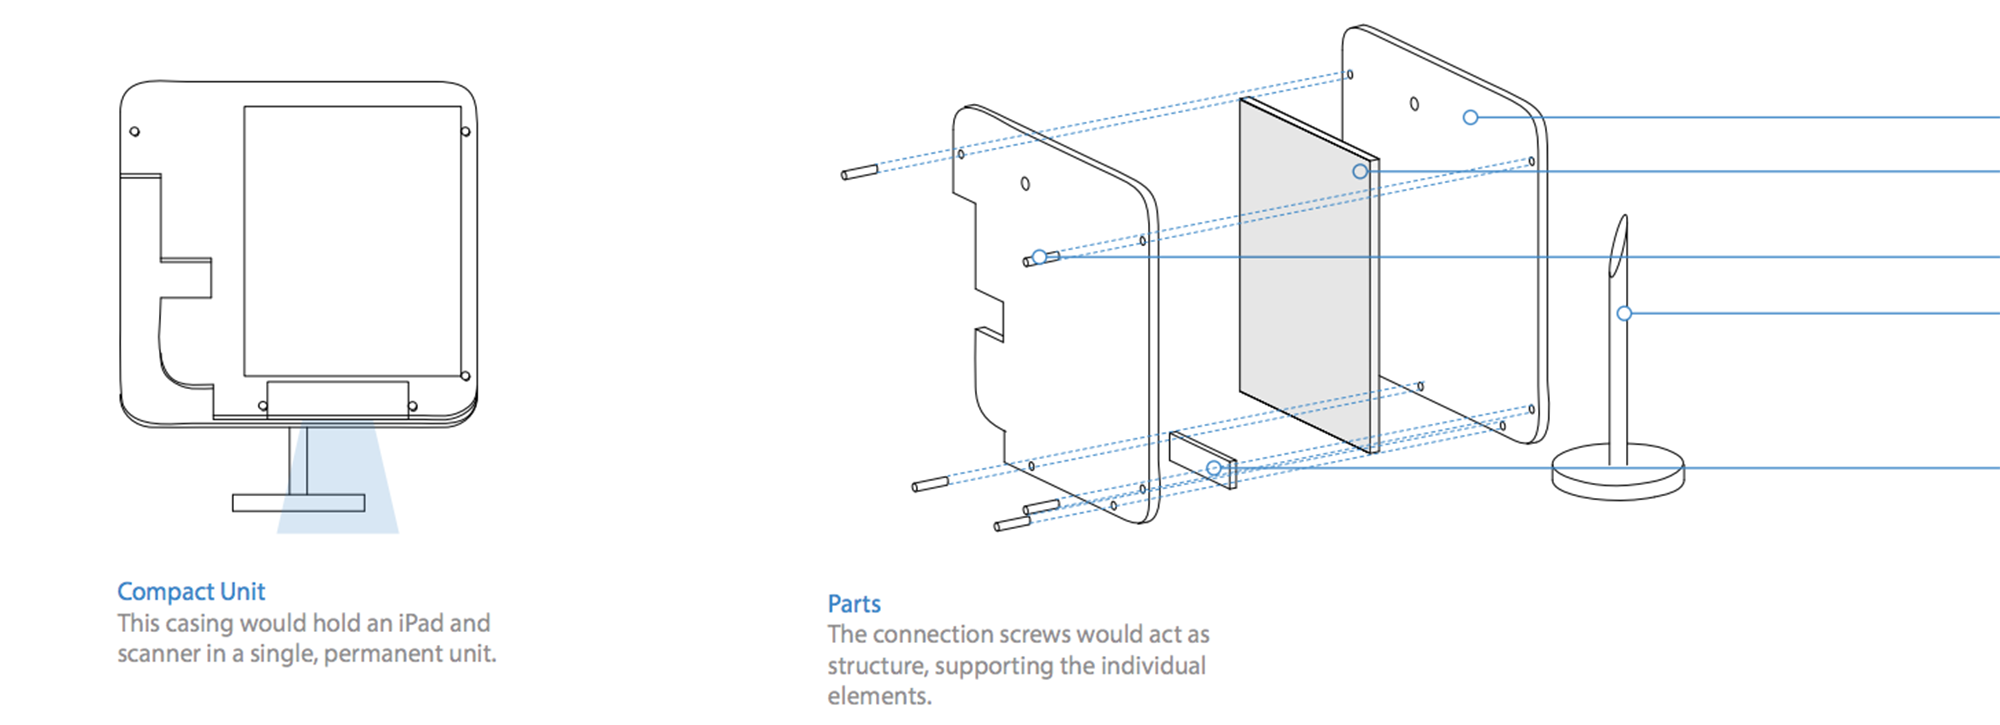 Compact Unit
This casing would hold an iPad and
scanner in a single, permanent unit.
Parts
The connection screws would act as
structure, supporting the individual
elements.